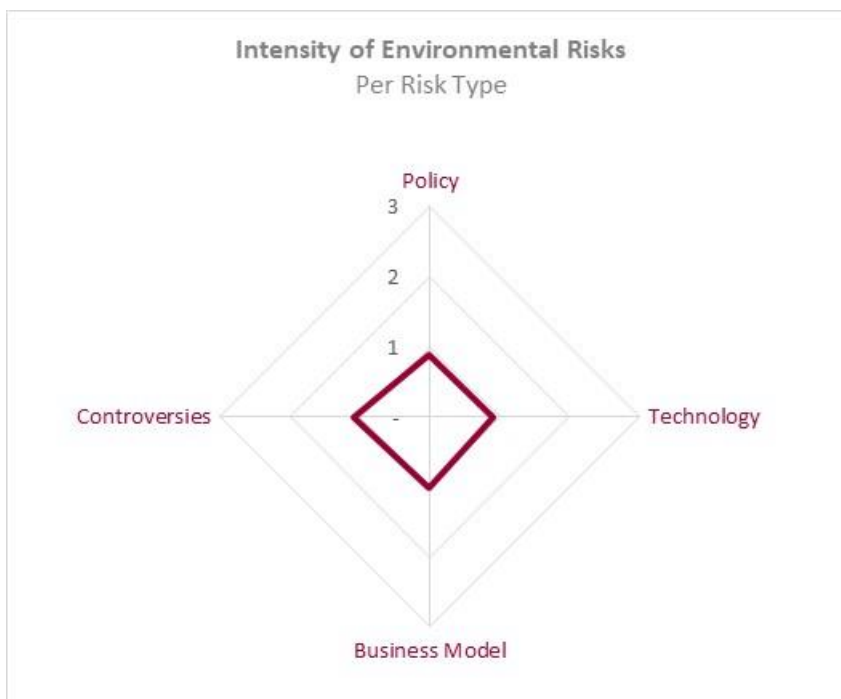 Intensity of Environmental Risks
Per Risk Type
Policy
3
2
1
Controversies
-
Technology
Business Model